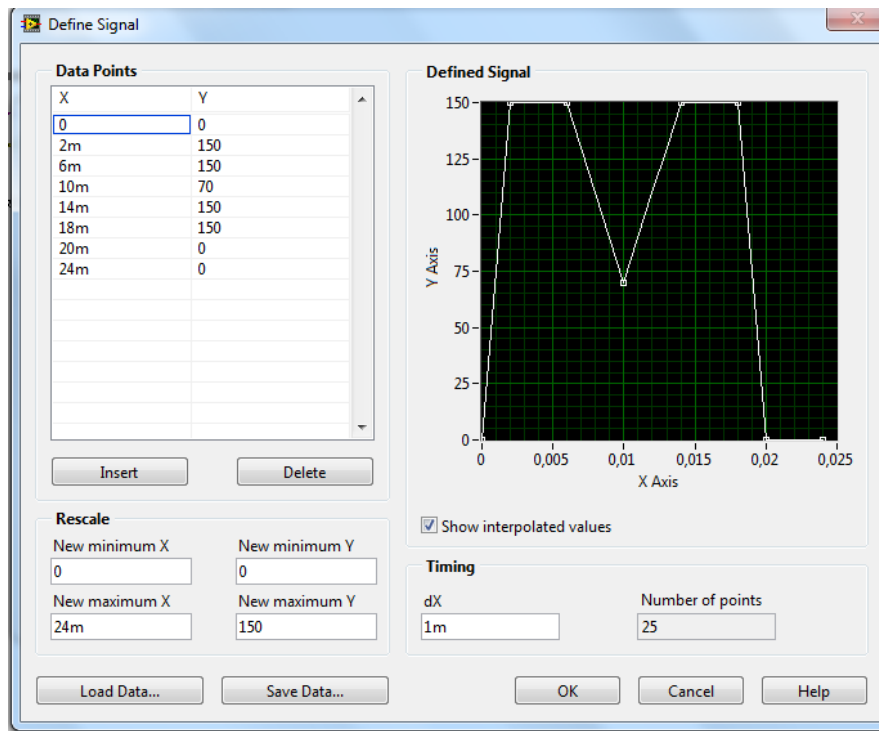 Define Signal
Data Points
X Y
0 0
2m 150
6m 150
10m 70
14m 150
18m 150
20m 0
24m 0
Insert Delete
Rescale
New minimum X New minimum Y
0 0
New maximum X New maximum Y
24m 150
Load Data... Save Data...
Defined Signal
150
125
100
75
50
25
0
Y Axis
0 0,005 0,01 0,015 0,02 0,025
X Axis
Show interpolated values
Timing
dX Number of points
1m 25
OK Cancel Help